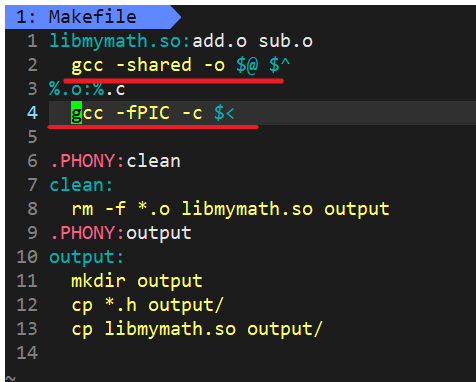 1: Makefile
1 libmymath.so:add.o sub.o
2 gcc -shared -o $@ $^
3 %.o:%.c
4 gcc -fPIC -c $<
5
6 .PHONY:clean
7 clean:
8 rm -f *.o libmymath.so output
9 .PHONY:output
10 output:
11 mkdir output
12 cp *.h output/
13 cp libmymath.so output/
14
~